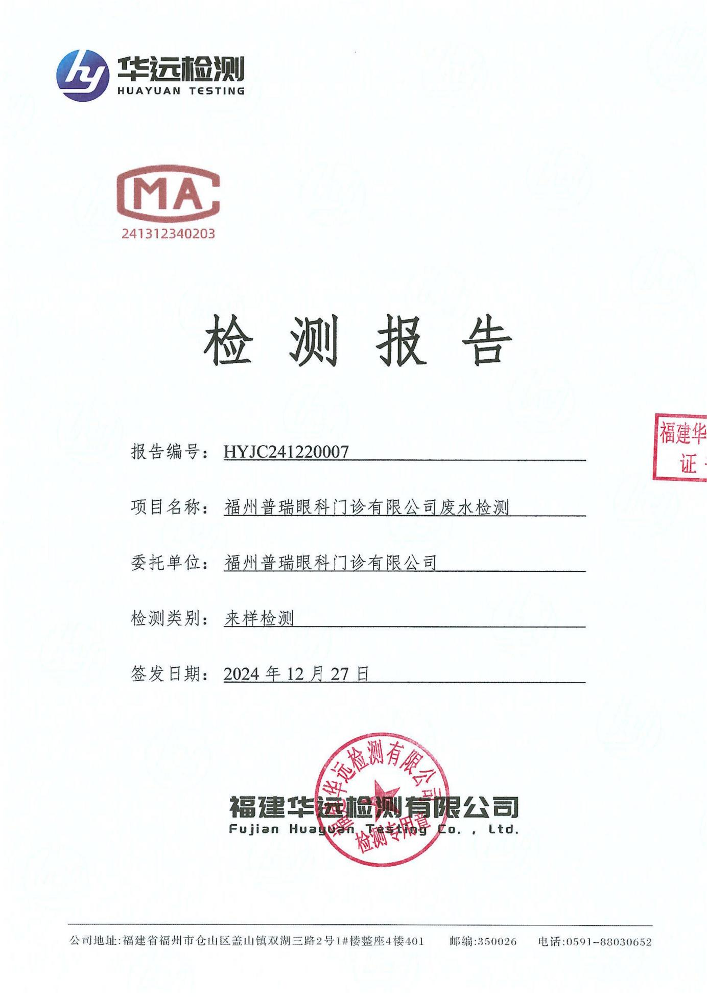 hy 华远检测
HUAYUAN TESTING
MA
241312340203
检测报告
报告编号： HYJC241220007
项目名称： 福州普瑞眼科门诊有限公司废水检测
委托单位： 福州普瑞眼科门诊有限公司
检测类别： 来样检测
签发日期： 2024 年 12 月 27 日
福建华
证
福建华远检测有限公司
检测专用章
福建华远检测有限公司
Fujian Huayuan Testing Co. , Ltd.
公司地址:福建省福州市仓山区盖山镇双湖三路2号1#楼整座4楼401 邮编:350026 电话:0591-88030652